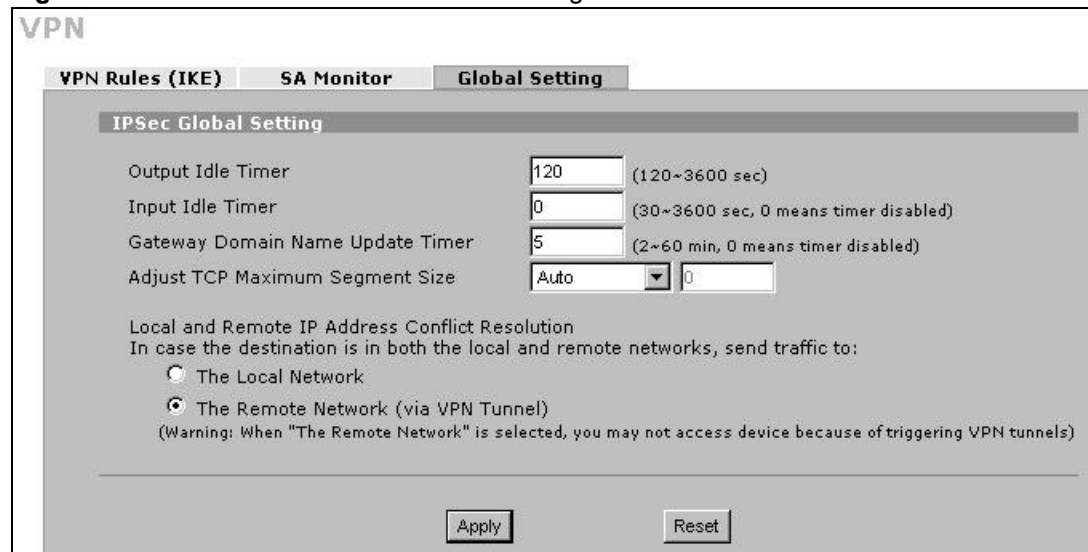 VPN
VPN Rules (IKE) SA Monitor Global Setting
IPSec Global Setting
Output Idle Timer 120 (120~3600 sec)
Input Idle Timer 0 (30~3600 sec, 0 means timer disabled)
Gateway Domain Name Update Timer 5 (2~60 min, 0 means timer disabled)
Adjust TCP Maximum Segment Size Auto 0
Local and Remote IP Address Conflict Resolution
In case the destination is in both the local and remote networks, send traffic to:
The Local Network
The Remote Network (via VPN Tunnel)
(Warning: When "The Remote Network" is selected, you may not access device because of triggering VPN tunnels)
Apply Reset